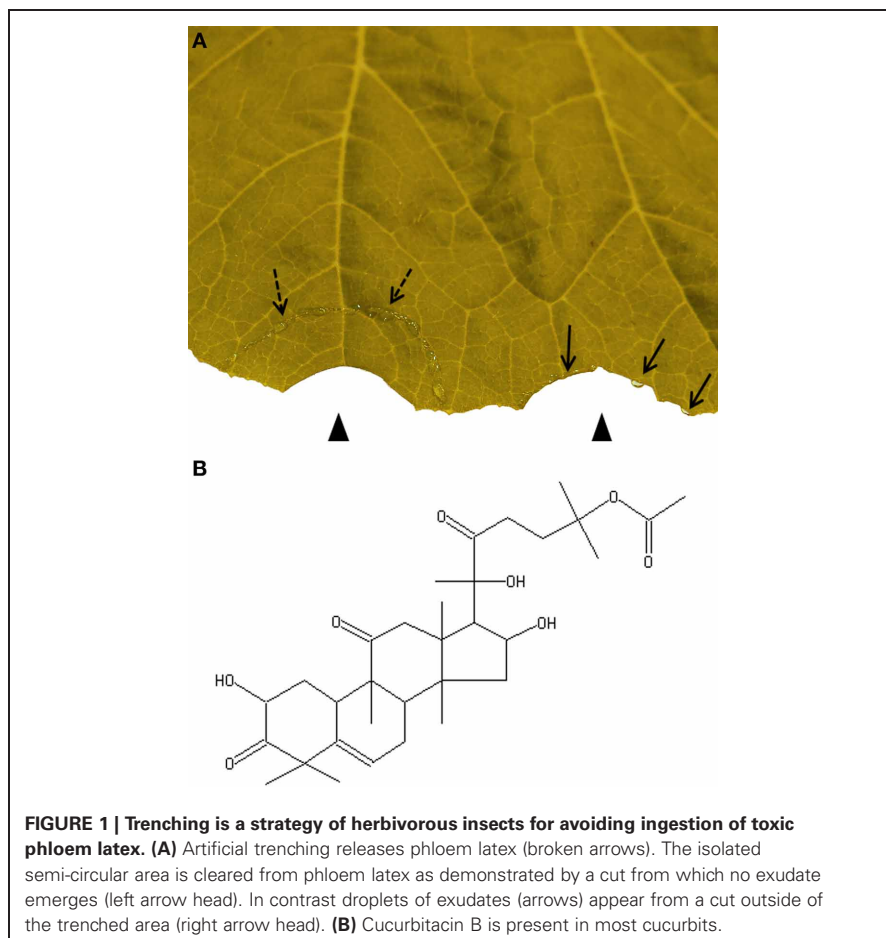 A
B
O
O
O
OH
O
OH
HO
O
FIGURE 1 | Trenching is a strategy of herbivorous insects for avoiding ingestion of toxic
phloem latex. (A) Artificial trenching releases phloem latex (broken arrows). The isolated
semi-circular area is cleared from phloem latex as demonstrated by a cut from which no exudate
emerges (left arrow head). In contrast droplets of exudates (arrows) appear from a cut outside of
the trenched area (right arrow head). (B) Cucurbitacin B is present in most cucurbits.